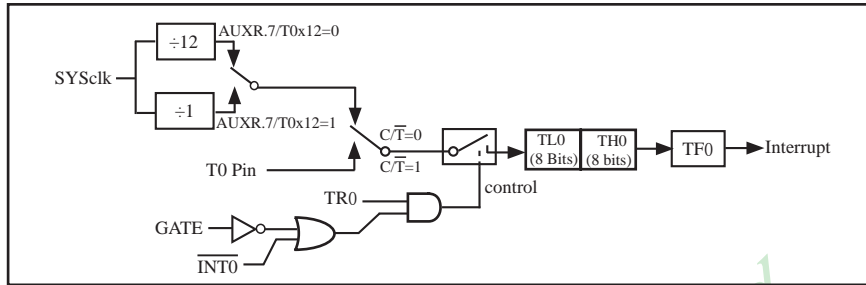 AUXR.7/T0x12=0
÷12
SYSclk
÷1
AUXR.7/T0x12=1
C/T̅=0
C/T̅=1
T0 Pin
TL0
(8 Bits)
TH0
(8 bits)
TF0
Interrupt
control
TR0
GATE
I̅N̅T̅0̅